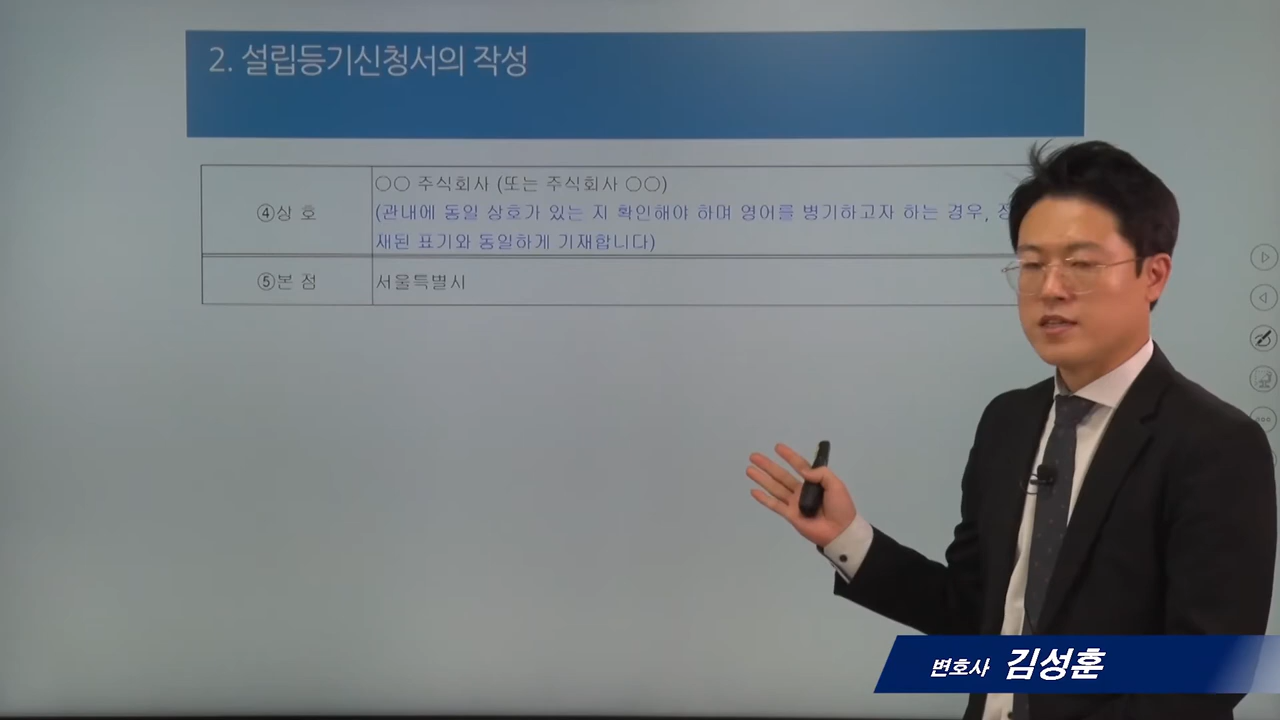 2. 설립등기신청서의 작성
④상 호
○○ 주식회사 (또는 주식회사 ○○)
(관내에 동일 상호가 있는 지 확인해야 하며 영어를 병기하고자 하는 경우,
재된 표기와 동일하게 기재합니다)
⑤본 점
서울특별시
변호사 김성훈